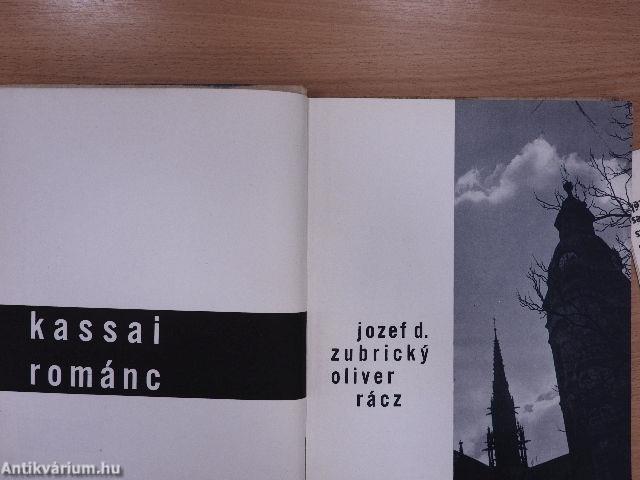 kassai
románc
jozef d.
zubrický
oliver
rácz
Antikvárium.hu